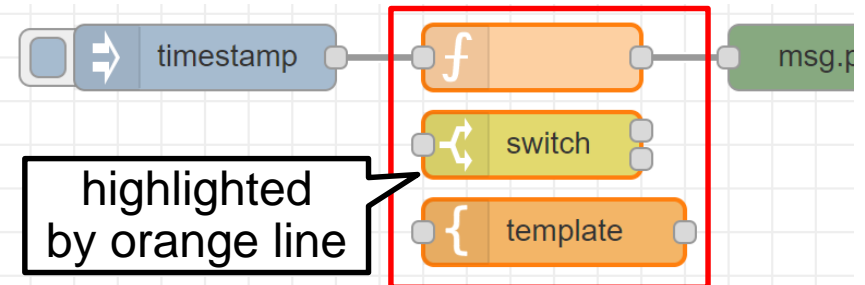 timestamp
msg.p
switch
highlighted
by orange line
template